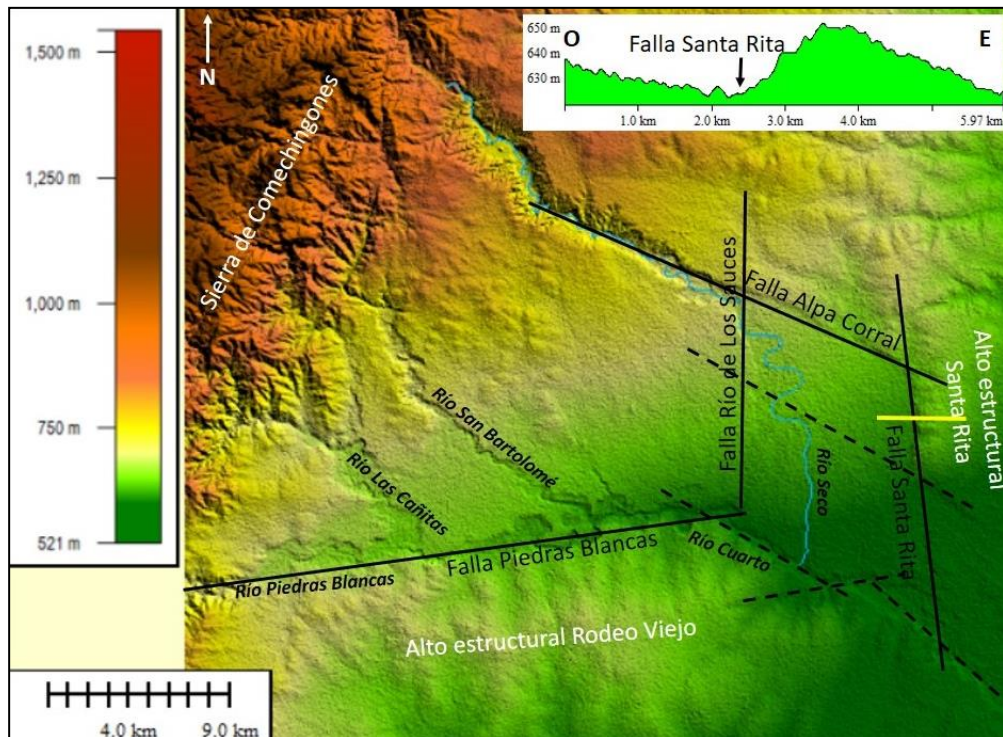 1,500 m
1,250 m
1,000 m
750 m
521 m
N
650 m
640 m
630 m
O
Falla Santa Rita
E
1.0 km
2.0 km
3.0 km
4.0 km
5.97 km
Sierra de Comechingones
Falla Alpa Corral
Falla Río de Los Sauces
Alto estructural
Santa Rita
Falla Santa Rita
Río San Bartolomé
Río Las Cañitas
Río Seco
Río Cuarto
Falla Piedras Blancas
Río Piedras Blancas
Alto estructural Rodeo Viejo
4.0 km
9.0 km